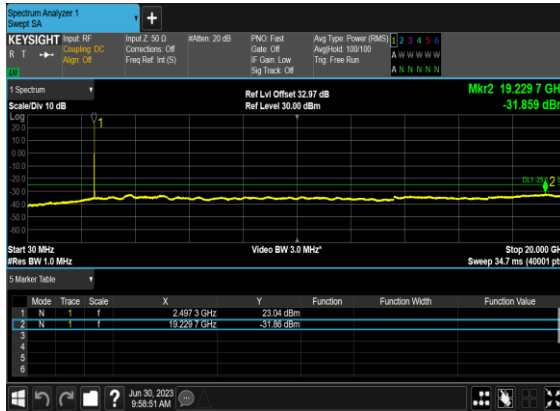 Spectrum Analyzer 1
Swept SA
+
KEYSIGHT Input: RF Input Z: 50 Ω #Atten: 20 dB PNO: Fast Avg Type: Power (RMS) 1 2 3 4 5 6
R T Coupling: DC Corrections: Off Gate: Off Avg|Hold: 100/100 A W W W W W
Align: Off Freq Ref: Int (S) IF Gain: Low Trig: Free Run
Sig Track: Off A N N N N N
1 Spectrum Ref Lvl Offset 32.97 dB Mkr2 19.229 7 GHz
Scale/Div 10 dB Ref Level 30.00 dBm -31.859 dBm
Log 1
20.0
10.0
0.00
-10.0
-20.0
-30.0 2
-40.0
-50.0
-60.0
Start 30 MHz Video BW 3.0 MHz* Stop 20.000 GH
#Res BW 1.0 MHz Sweep 34.7 ms (40001 pt
5 Marker Table
Mode Trace Scale X Y Function Function Width Function Value
1 N 1 f 2.497 3 GHz 23.04 dBm
2 N 1 f 19.229 7 GHz -31.86 dBm
3
4
5
6
? Jun 30, 2023
9:58:51 AM